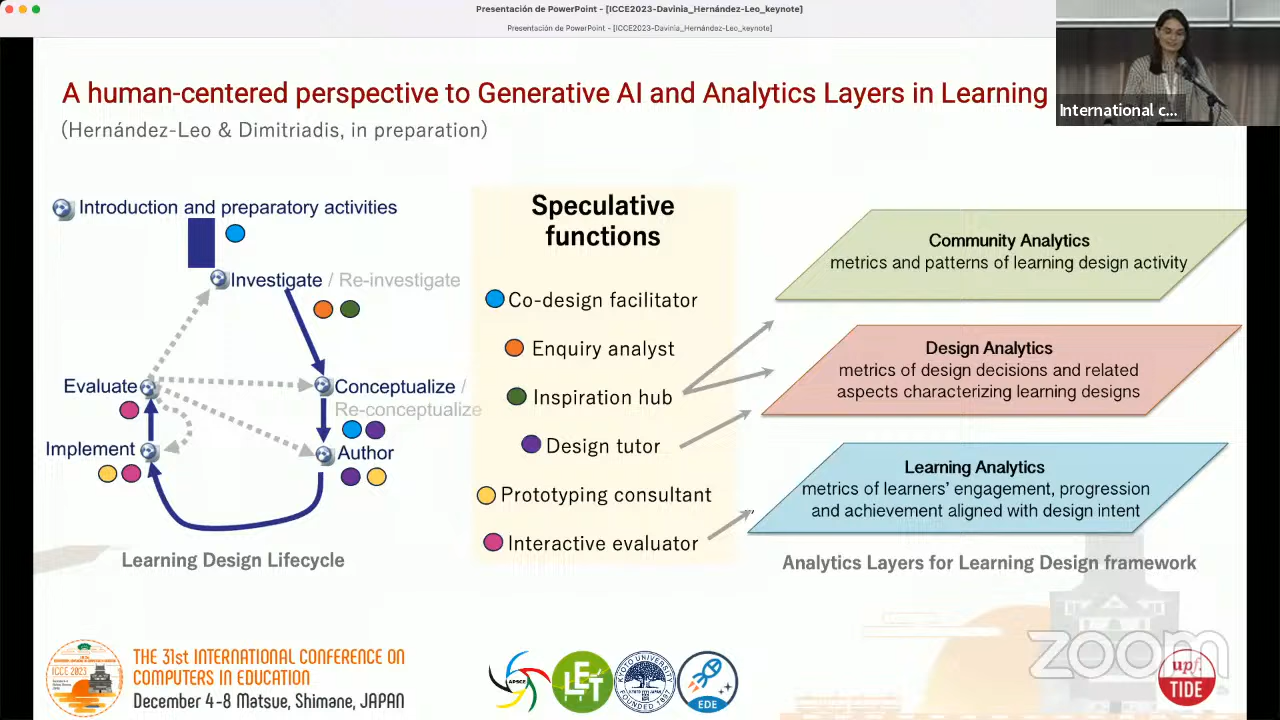 Presentación de PowerPoint - [ICCE2023-Davinia_Hernández-Leo_keynote]
Presentación de PowerPoint - [ICCE2023-Davinia_Hernández-Leo_keynote]
A human-centered perspective to Generative AI and Analytics Layers in Learning
(Hernández-Leo & Dimitriadis, in preparation)
International c...
Introduction and preparatory activities
Investigate / Re-investigate
Evaluate
Conceptualize /
Re-conceptualize
Implement
Author
Learning Design Lifecycle
Speculative
functions
Co-design facilitator
Enquiry analyst
Inspiration hub
Design tutor
Prototyping consultant
Interactive evaluator
Community Analytics
metrics and patterns of learning design activity
Design Analytics
metrics of design decisions and related
aspects characterizing learning designs
Learning Analytics
metrics of learners' engagement, progression
and achievement aligned with design intent
Analytics Layers for Learning Design framework
ICCE 2023
THE 31st INTERNATIONAL CONFERENCE ON
COMPUTERS IN EDUCATION
December 4-8 Matsue, Shimane, JAPAN
APSCE
LET
KYOTO UNIVERSITY
EDE
zoom
upf.
TIDE